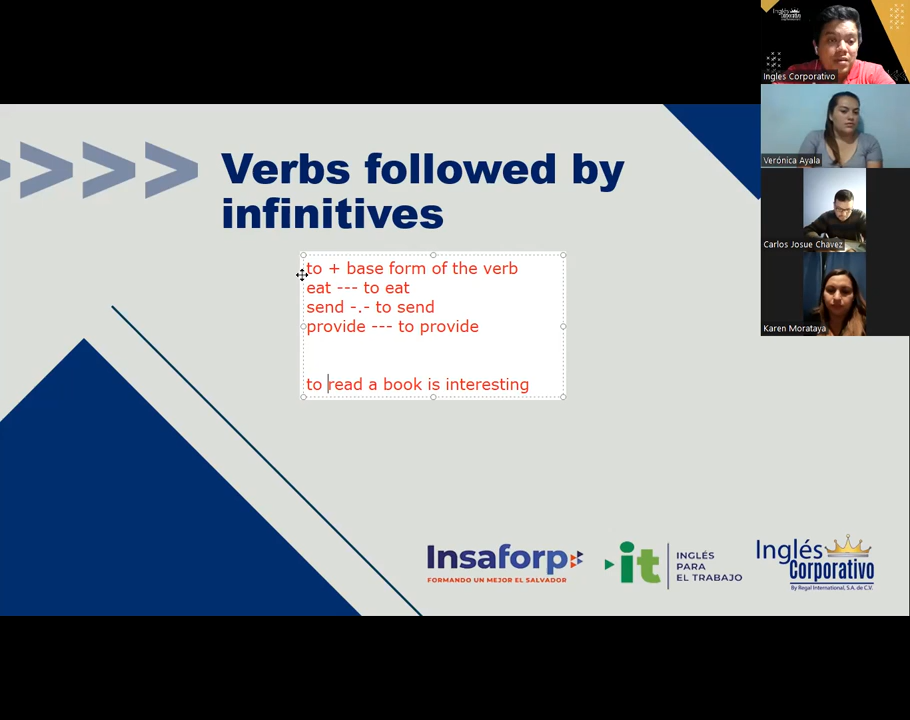 >>>>
Verbs followed by
infinitives
to + base form of the verb
eat --- to eat
send -.- to send
provide --- to provide
to read a book is interesting
Insaforp
FORMANDO UN MEJOR EL SALVADOR
it
INGLÉS
PARA
EL TRABAJO
Inglés
Corporativo
By Regal International, S.A. de C.V.
Inglés
Corporativo
Ingles Corporativo
Verónica Ayala
Carlos Josue Chavez
Karen Morataya